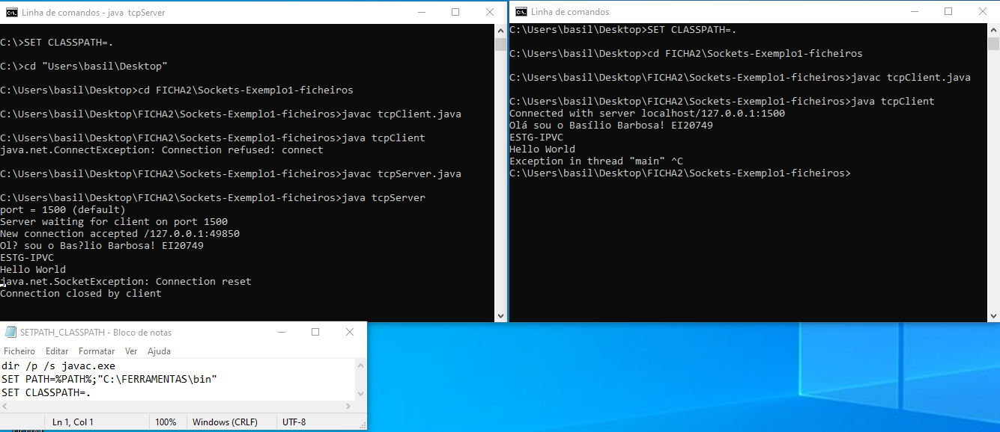 Linha de comandos - java tcpServer
C:\>SET CLASSPATH=.
C:\>cd "Users\basil\Desktop"
C:\Users\basil\Desktop>cd FICHA2\Sockets-Exemplo1-ficheiros
C:\Users\basil\Desktop\FICHA2\Sockets-Exemplo1-ficheiros>javac tcpClient.java
C:\Users\basil\Desktop\FICHA2\Sockets-Exemplo1-ficheiros>java tcpClient
java.net.ConnectException: Connection refused: connect
C:\Users\basil\Desktop\FICHA2\Sockets-Exemplo1-ficheiros>javac tcpServer.java
C:\Users\basil\Desktop\FICHA2\Sockets-Exemplo1-ficheiros>java tcpServer
port = 1500 (default)
Server waiting for client on port 1500
New connection accepted /127.0.0.1:49850
Ol? sou o Bas?lio Barbosa! EI20749
ESTG-IPVC
Hello World
java.net.SocketException: Connection reset
Connection closed by client
Linha de comandos
C:\Users\basil\Desktop>SET CLASSPATH=.
C:\Users\basil\Desktop>cd FICHA2\Sockets-Exemplo1-ficheiros
C:\Users\basil\Desktop\FICHA2\Sockets-Exemplo1-ficheiros>javac tcpClient.java
C:\Users\basil\Desktop\FICHA2\Sockets-Exemplo1-ficheiros>java tcpClient
Connected with server localhost/127.0.0.1:1500
Olá sou o Basílio Barbosa! EI20749
ESTG-IPVC
Hello World
Exception in thread "main" ^C
C:\Users\basil\Desktop\FICHA2\Sockets-Exemplo1-ficheiros>
SETPATH_CLASSPATH - Bloco de notas
Ficheiro Editar Formatar Ver Ajuda
dir /p /s javac.exe
SET PATH=%PATH%;"C:\FERRAMENTAS\bin"
SET CLASSPATH=.
Ln 1, Col 1 100% Windows (CRLF) UTF-8